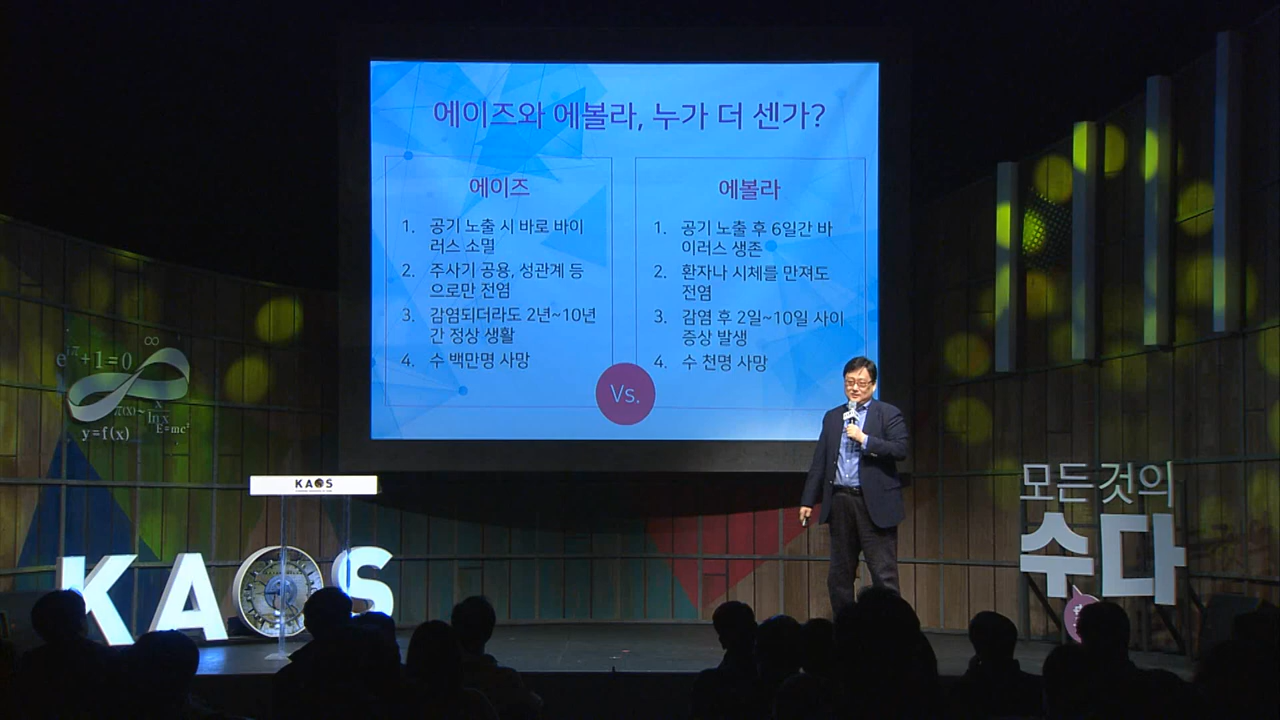 에이즈와 에볼라, 누가 더 센가?
에이즈
1. 공기 노출 시 바로 바이
러스 소멸
2. 주사기 공용, 성관계 등
으로만 전염
3. 감염되더라도 2년~10년
간 정상 생활
4. 수 백만명 사망
Vs.
에볼라
1. 공기 노출 후 6일간 바
이러스 생존
2. 환자나 시체를 만져도
전염
3. 감염 후 2일~10일 사이
증상 발생
4. 수 천명 사망
e^iπ+1=0
∞
π(x)~ x/ln x
E=mc²
y=f(x)
KAOS
KAOS
모든것의
수다